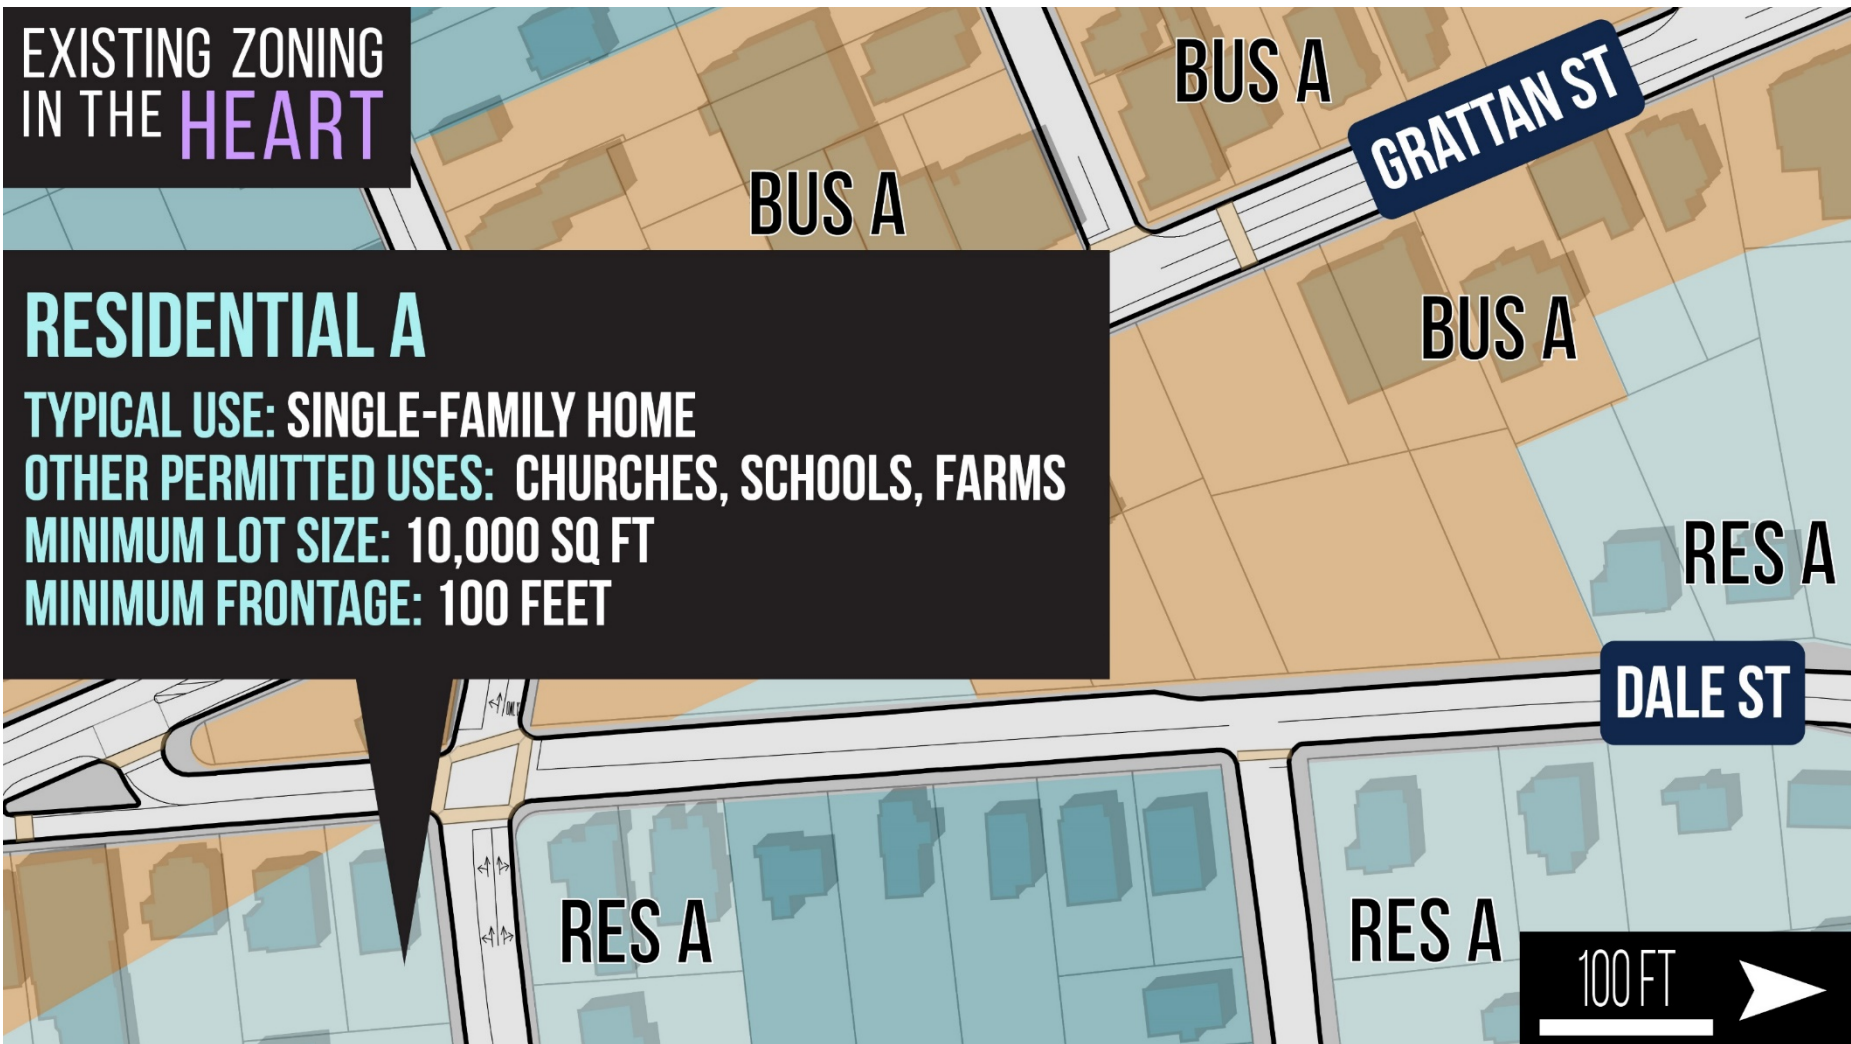 EXISTING ZONING
IN THE HEART
BUS A
BUS A
GRATTAN ST
BUS A
RESIDENTIAL A
TYPICAL USE: SINGLE-FAMILY HOME
OTHER PERMITTED USES: CHURCHES, SCHOOLS, FARMS
MINIMUM LOT SIZE: 10,000 SQ FT
MINIMUM FRONTAGE: 100 FEET
RES A
DALE ST
ONLY
RES A
RES A
100 FT